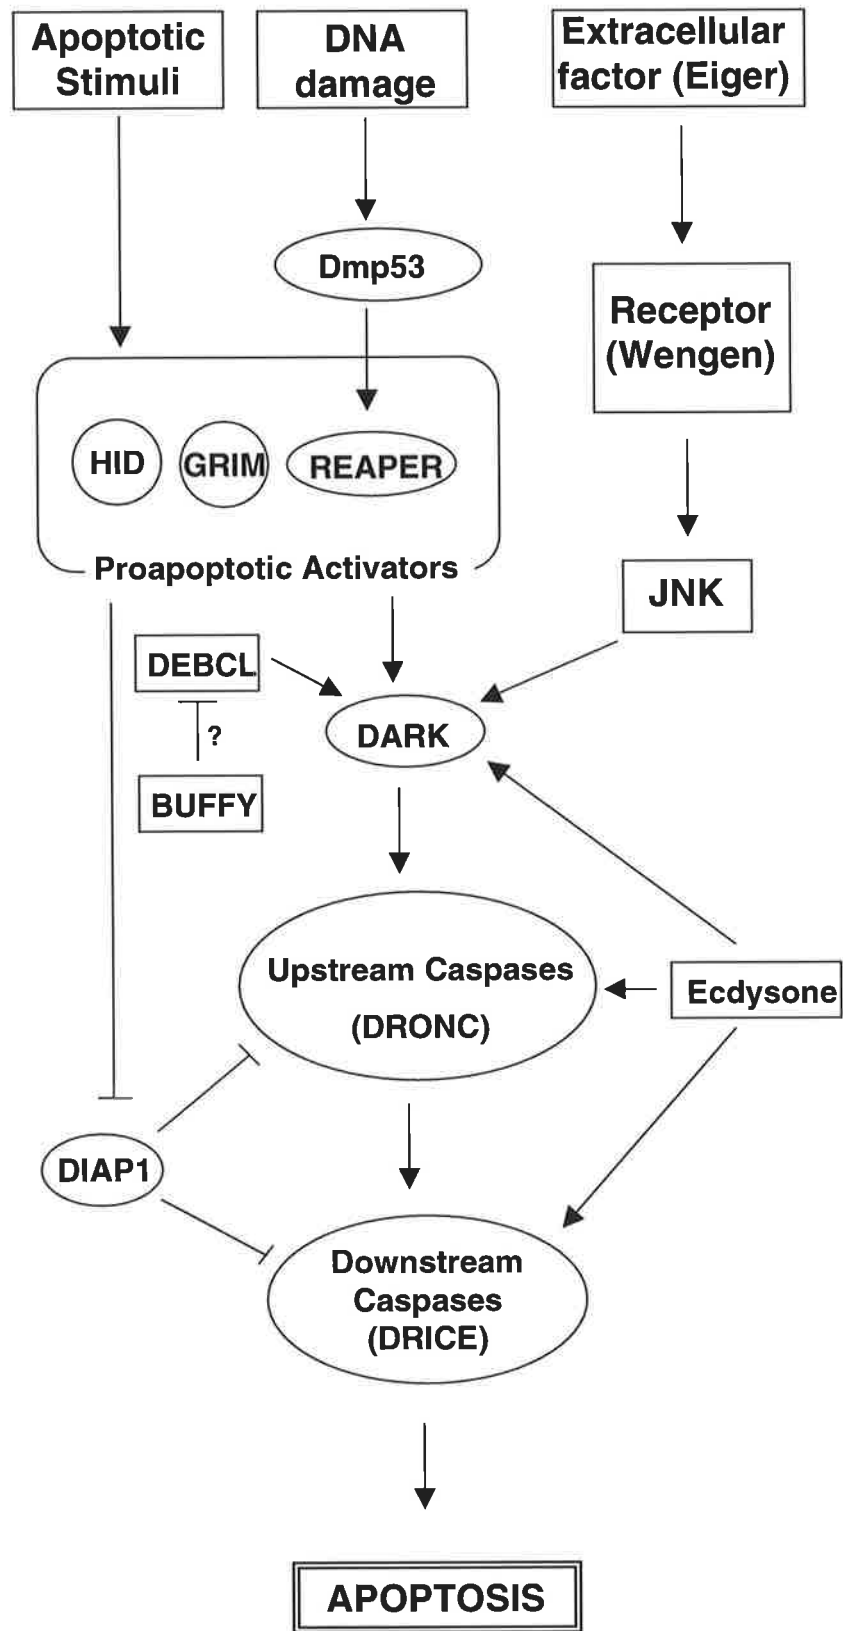 Apoptotic
Stimuli
DNA
damage
Extracellular
factor (Eiger)
Dmp53
Receptor
(Wengen)
HID
GRIM
REAPER
Proapoptotic Activators
JNK
DEBCL
DARK
?
BUFFY
Upstream Caspases
(DRONC)
Ecdysone
DIAP1
Downstream
Caspases
(DRICE)
APOPTOSIS